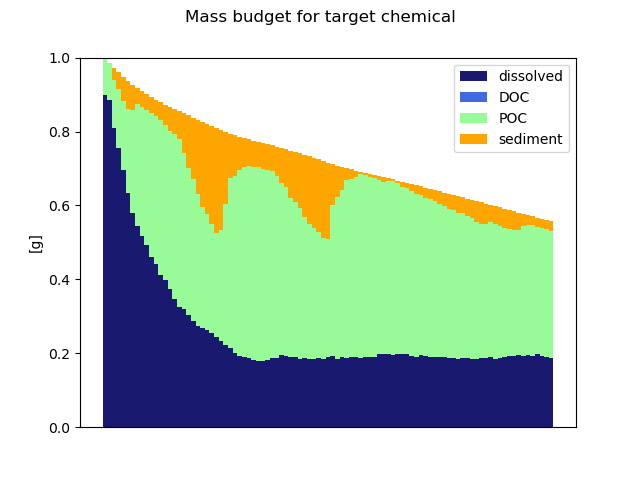 Mass budget for target chemical
1.0
0.8
0.6
0.4
0.2
0.0
[g]
dissolved
DOC
POC
sediment